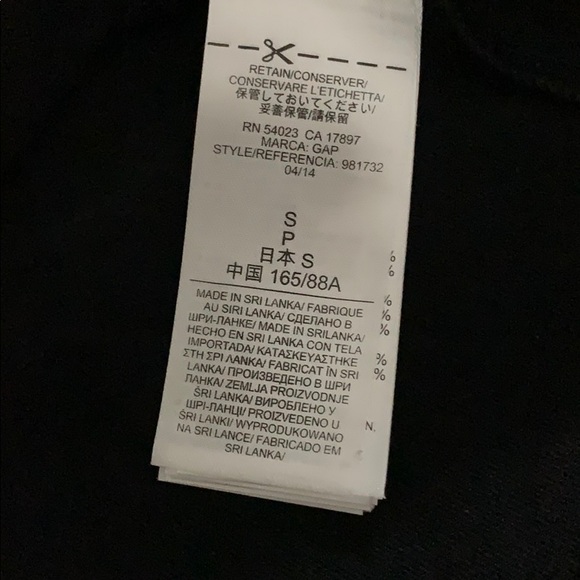 RETAIN/CONSERVER/
CONSERVARE L'ETICHETTA/
保管しておいてください/
妥善保管/請保留
RN 54023 CA 17897
MARCA: GAP
STYLE/REFERENCIA: 981732
04/14
S
P
日本 S
中国 165/88A
MADE IN SRI LANKA/ FABRIQUE
AU SIRI LANKA/ СДЕЛАНО В
ШРИ-ЛАНКЕ/ MADE IN SRILANKA/
HECHO EN SRI LANKA CON TELA
IMPORTADA/ ΚΑΤΑΣΚΕΥΑΣΤΗΚΕ
ΣΤΗ ΣΡΙ ΛΑΝΚΑ/ FABRICAT ÎN SRI
LANKA/ ПРОИЗВЕДЕНО В ШРИ
ЛАНКА/ ZEMLJA PROIZVODNJE
ŠRI LANKA/ ВИРОБЛЕНО У
ШРІ-ЛАНЦІ/ PROIZVEDENO U
ŠRI LANKI/ WYPRODUKOWANO
NA SRI LANCE/ FABRICADO EM
SRI LANKA/
%
%
%
%
%
%
%
N.